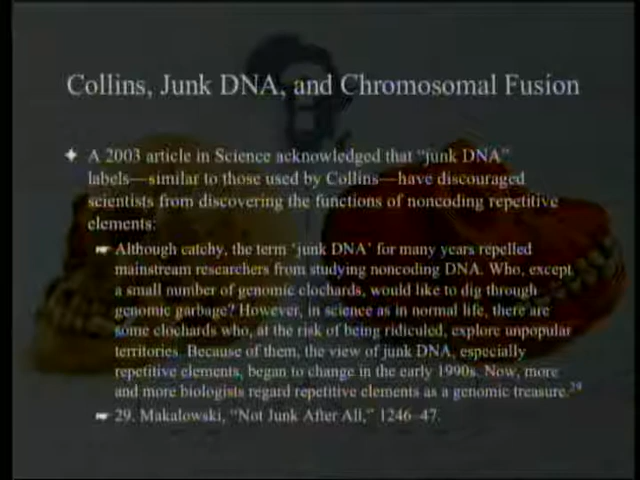 Collins, Junk DNA, and Chromosomal Fusion
A 2003 article in Science acknowledged that “junk DNA”
labels—similar to those used by Collins—have discouraged
scientists from discovering the functions of noncoding repetitive
elements:
Although catchy, the term ‘junk DNA’ for many years repelled
mainstream researchers from studying noncoding DNA. Who, except
a small number of genomic clochards, would like to dig through
genomic garbage? However, in science as in normal life, there are
some clochards who, at the risk of being ridiculed, explore unpopular
territories. Because of them, the view of junk DNA, especially
repetitive elements, began to change in the early 1990s. Now, more
and more biologists regard repetitive elements as a genomic treasure.29
29. Makalowski, “Not Junk After All,” 1246–47.